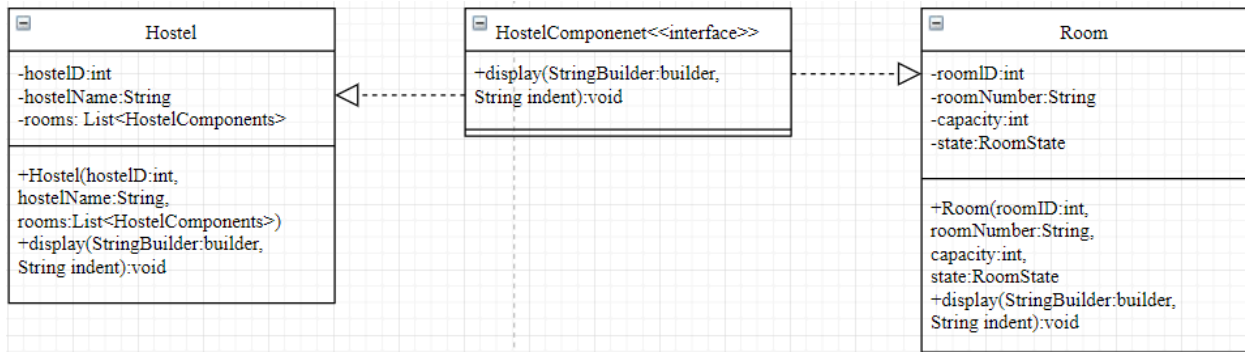 Hostel
-hostelD:int
-hostelName:String
-rooms: List<HostelComponents>
+Hostel(hostelD:int,
hostelName:String,
rooms:List<HostelComponents>)
+display(StringBuilder:builder,
String indent):void
HostelComponenet<<interface>>
+display(StringBuilder:builder,
String indent):void
Room
-roomID:int
-roomNumber:String
-capacity:int
-state:RoomState
+Room(roomID:int,
roomNumber:String,
capacity:int,
state:RoomState
+display(StringBuilder:builder,
String indent):void